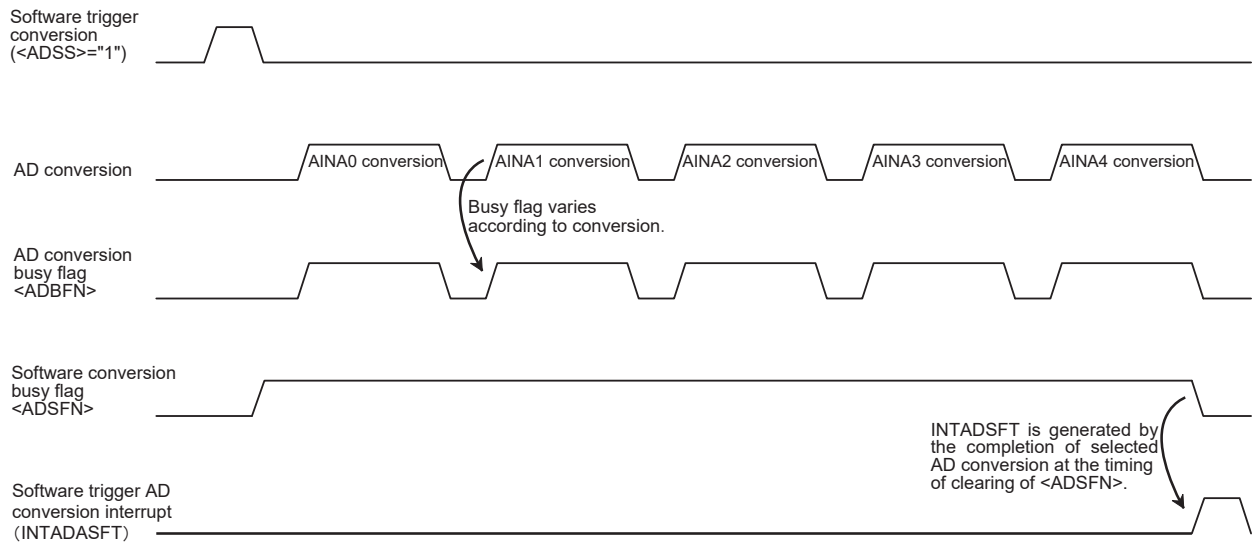 Software trigger
conversion
(<ADSS>="1")
AD conversion
AINA0 conversion
AINA1 conversion
AINA2 conversion
AINA3 conversion
AINA4 conversion
Busy flag varies
according to conversion.
AD conversion
busy flag
<ADBFN>
Software conversion
busy flag
<ADSFN>
INTADSFT is generated by
the completion of selected
AD conversion at the timing
of clearing of <ADSFN>.
Software trigger AD
conversion interrupt
（INTADASFT）